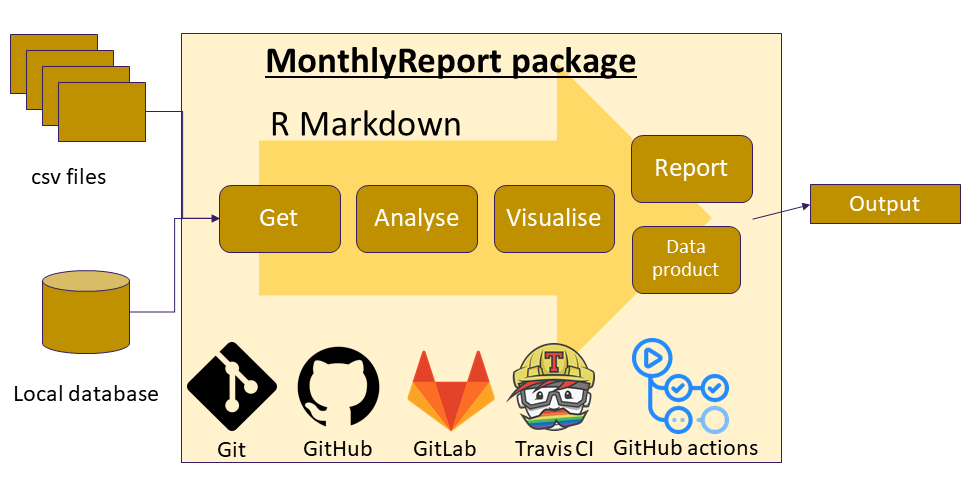 MonthlyReport package
R Markdown
csv files
Local database
Get
Analyse
Visualise
Report
Data
product
Output
T
Git
GitHub
GitLab
Travis CI
GitHub actions